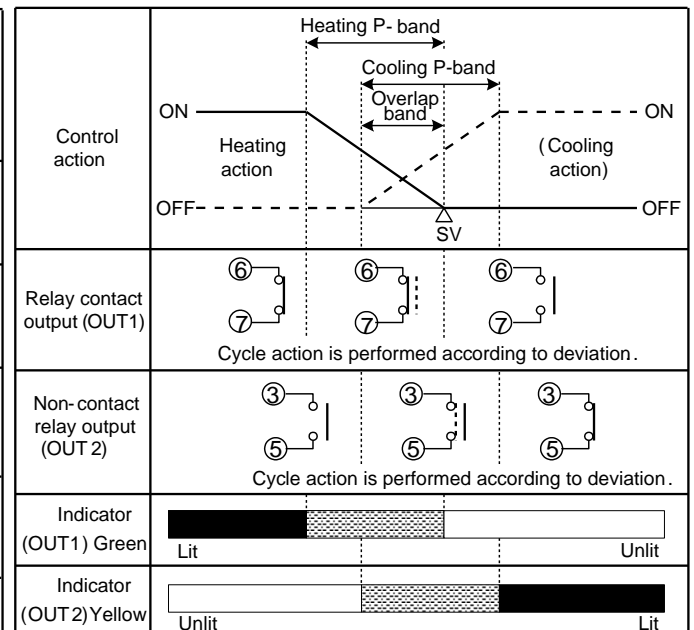 Heating P- band
Cooling P-band
Overlap
band
ON
ON
Control
action
Heating
action
(Cooling
action)
OFF
OFF
SV
Relay contact
output (OUT1)
⑥
⑥
⑥
⑦
⑦
⑦
Cycle action is performed according to deviation.
Non-contact
relay output
(OUT 2)
③
③
③
⑤
⑤
⑤
Cycle action is performed according to deviation.
Indicator
(OUT1) Green
Lit
Unlit
Indicator
(OUT2)Yellow
Unlit
Lit